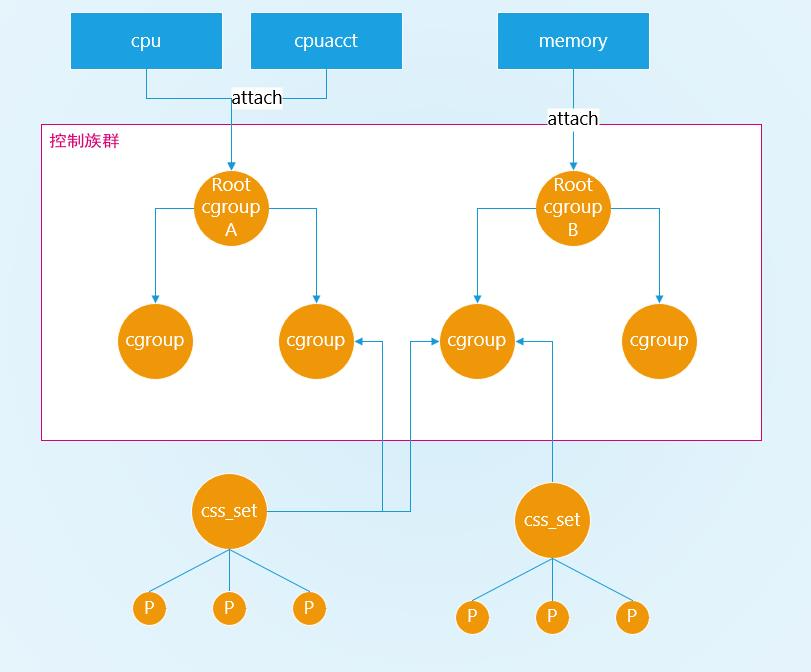 cpu
cpuacct
memory
attach
attach
控制族群
Root
cgroup
A
Root
cgroup
B
cgroup
cgroup
cgroup
cgroup
css_set
css_set
P
P
P
P
P
P